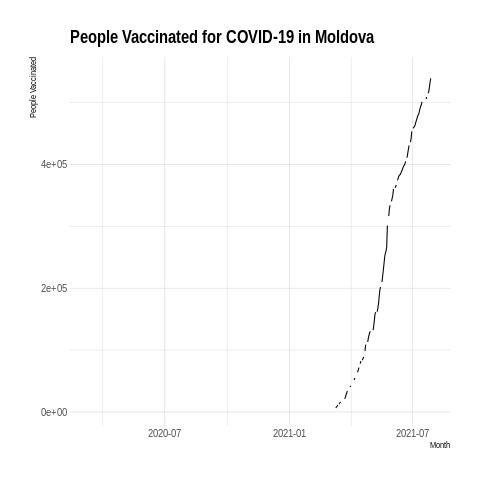 People Vaccinated for COVID-19 in Moldova
People Vaccinated
4e+05
2e+05
0e+00
2020-07
2021-01
2021-07
Month